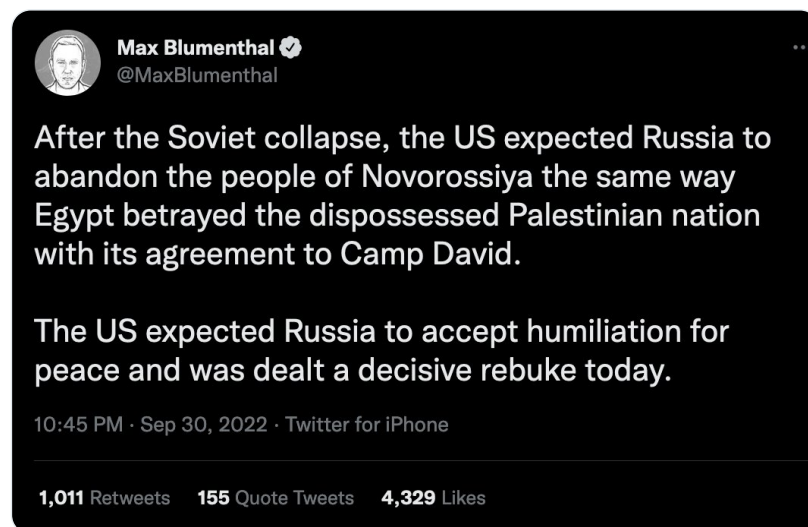 Max Blumenthal
@MaxBlumenthal
After the Soviet collapse, the US expected Russia to
abandon the people of Novorossiya the same way
Egypt betrayed the dispossessed Palestinian nation
with its agreement to Camp David.
The US expected Russia to accept humiliation for
peace and was dealt a decisive rebuke today.
10:45 PM · Sep 30, 2022 · Twitter for iPhone
1,011 Retweets 155 Quote Tweets 4,329 Likes